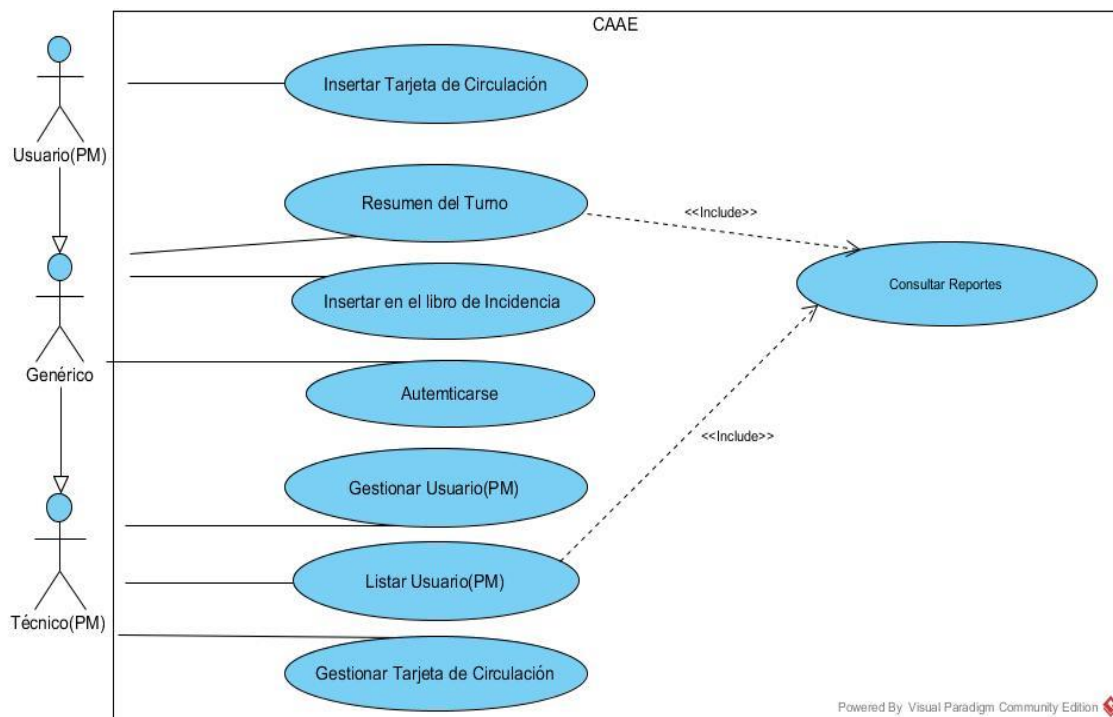 CAAE
Insertar Tarjeta de Circulación
Usuario(PM)
Resumen del Turno
<<Include>>
Insertar en el libro de Incidencia
Consultar Reportes
Genérico
Autemticarse
<<Include>>
Gestionar Usuario(PM)
Listar Usuario(PM)
Técnico(PM)
Gestionar Tarjeta de Circulación
Powered By Visual Paradigm Community Edition